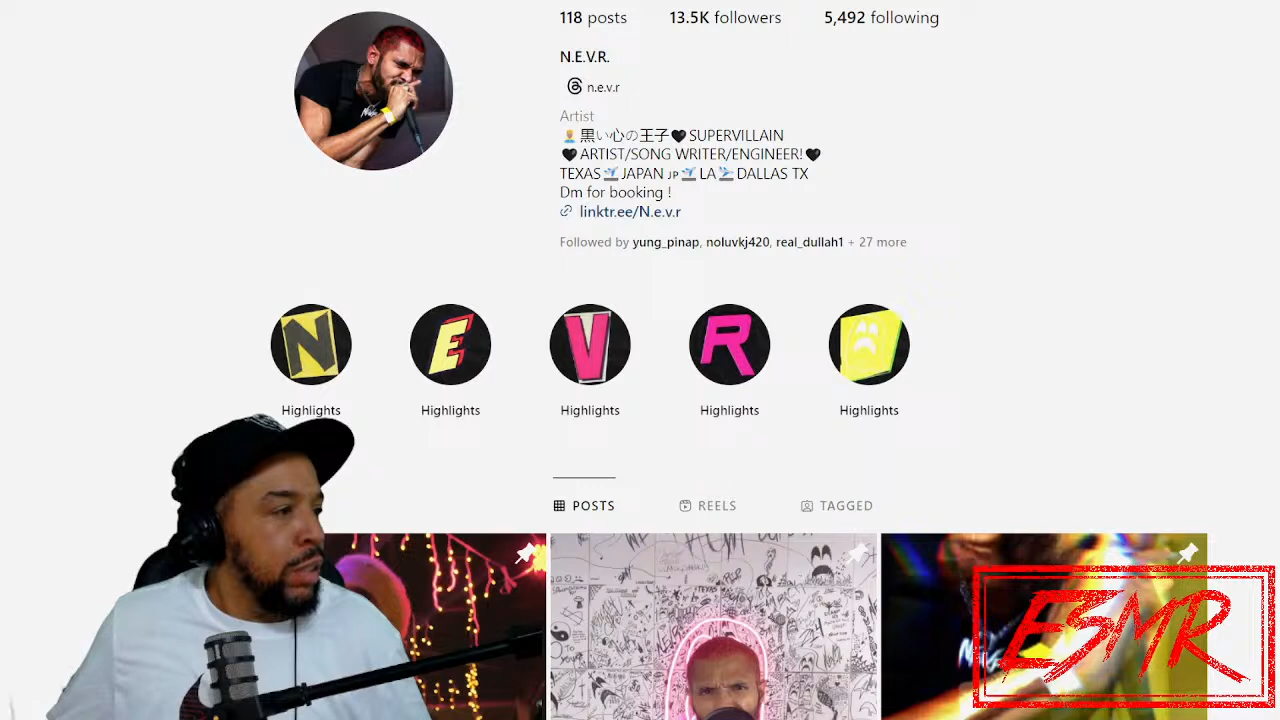 118 posts 13.5K followers 5,492 following
N.E.V.R.
n.e.v.r
Artist
黒い心の王子🖤SUPERVILLAIN
🖤ARTIST/SONG WRITER/ENGINEER!🖤
TEXAS🛫JAPAN JP🛫LA🛬DALLAS TX
Dm for booking !
linktr.ee/N.e.v.r
Followed by yung_pinap, noluvkj420, real_dullah1 + 27 more
N E V R
Highlights Highlights Highlights Highlights Highlights
POSTS REELS TAGGED
ESMR